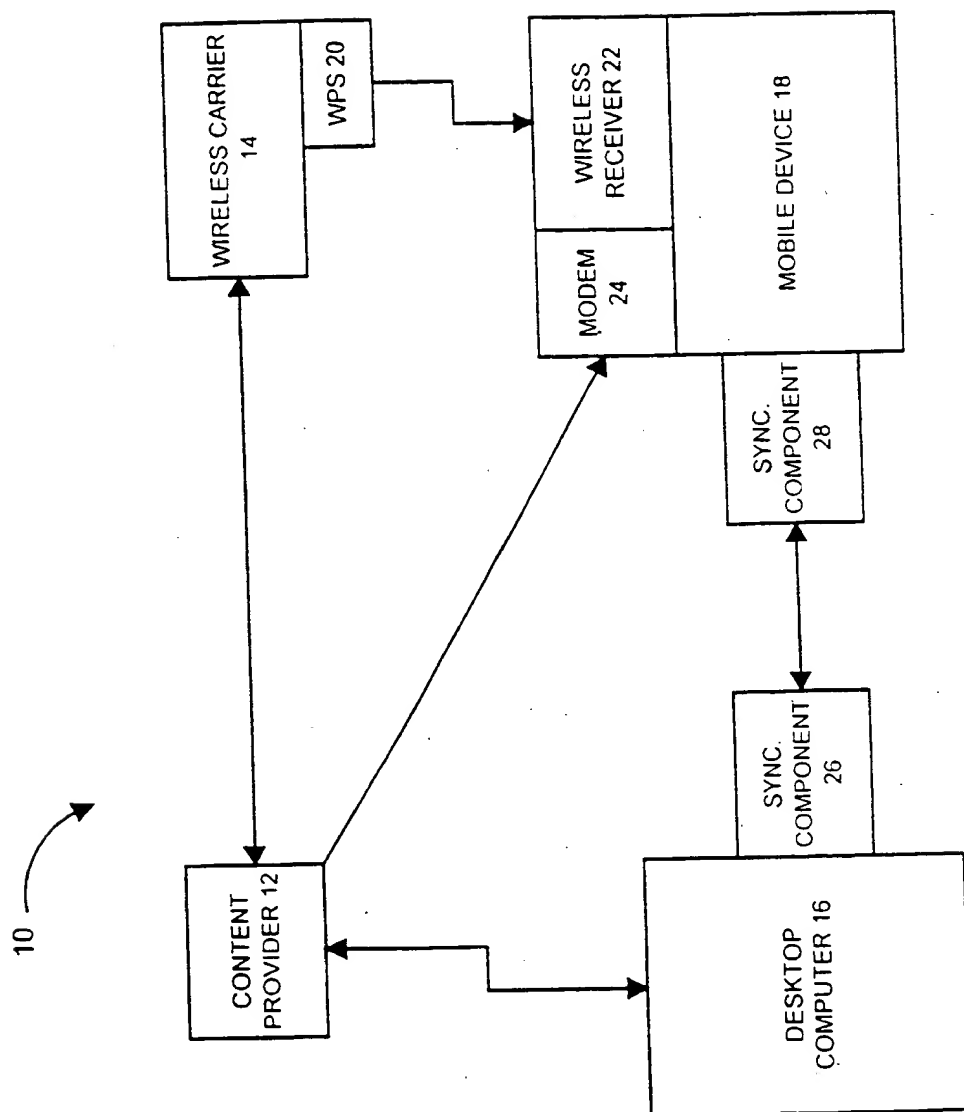 10
CONTENT
PROVIDER 12
WIRELESS CARRIER
14
WPS 20
DESKTOP
COMPUTER 16
SYNC.
COMPONENT
26
SYNC.
COMPONENT
28
MODEM
24
WIRELESS
RECEIVER 22
MOBILE DEVICE 18